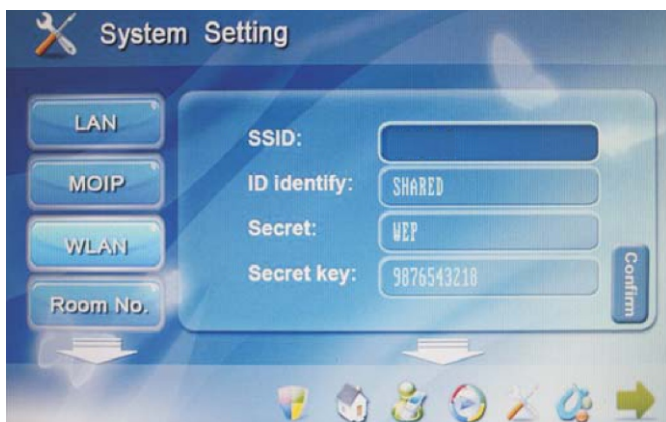 System Setting
LAN
MOIP
WLAN
Room No.
SSID:
ID identify: SHARED
Secret: WEP
Secret key: 9876543218
Confirm